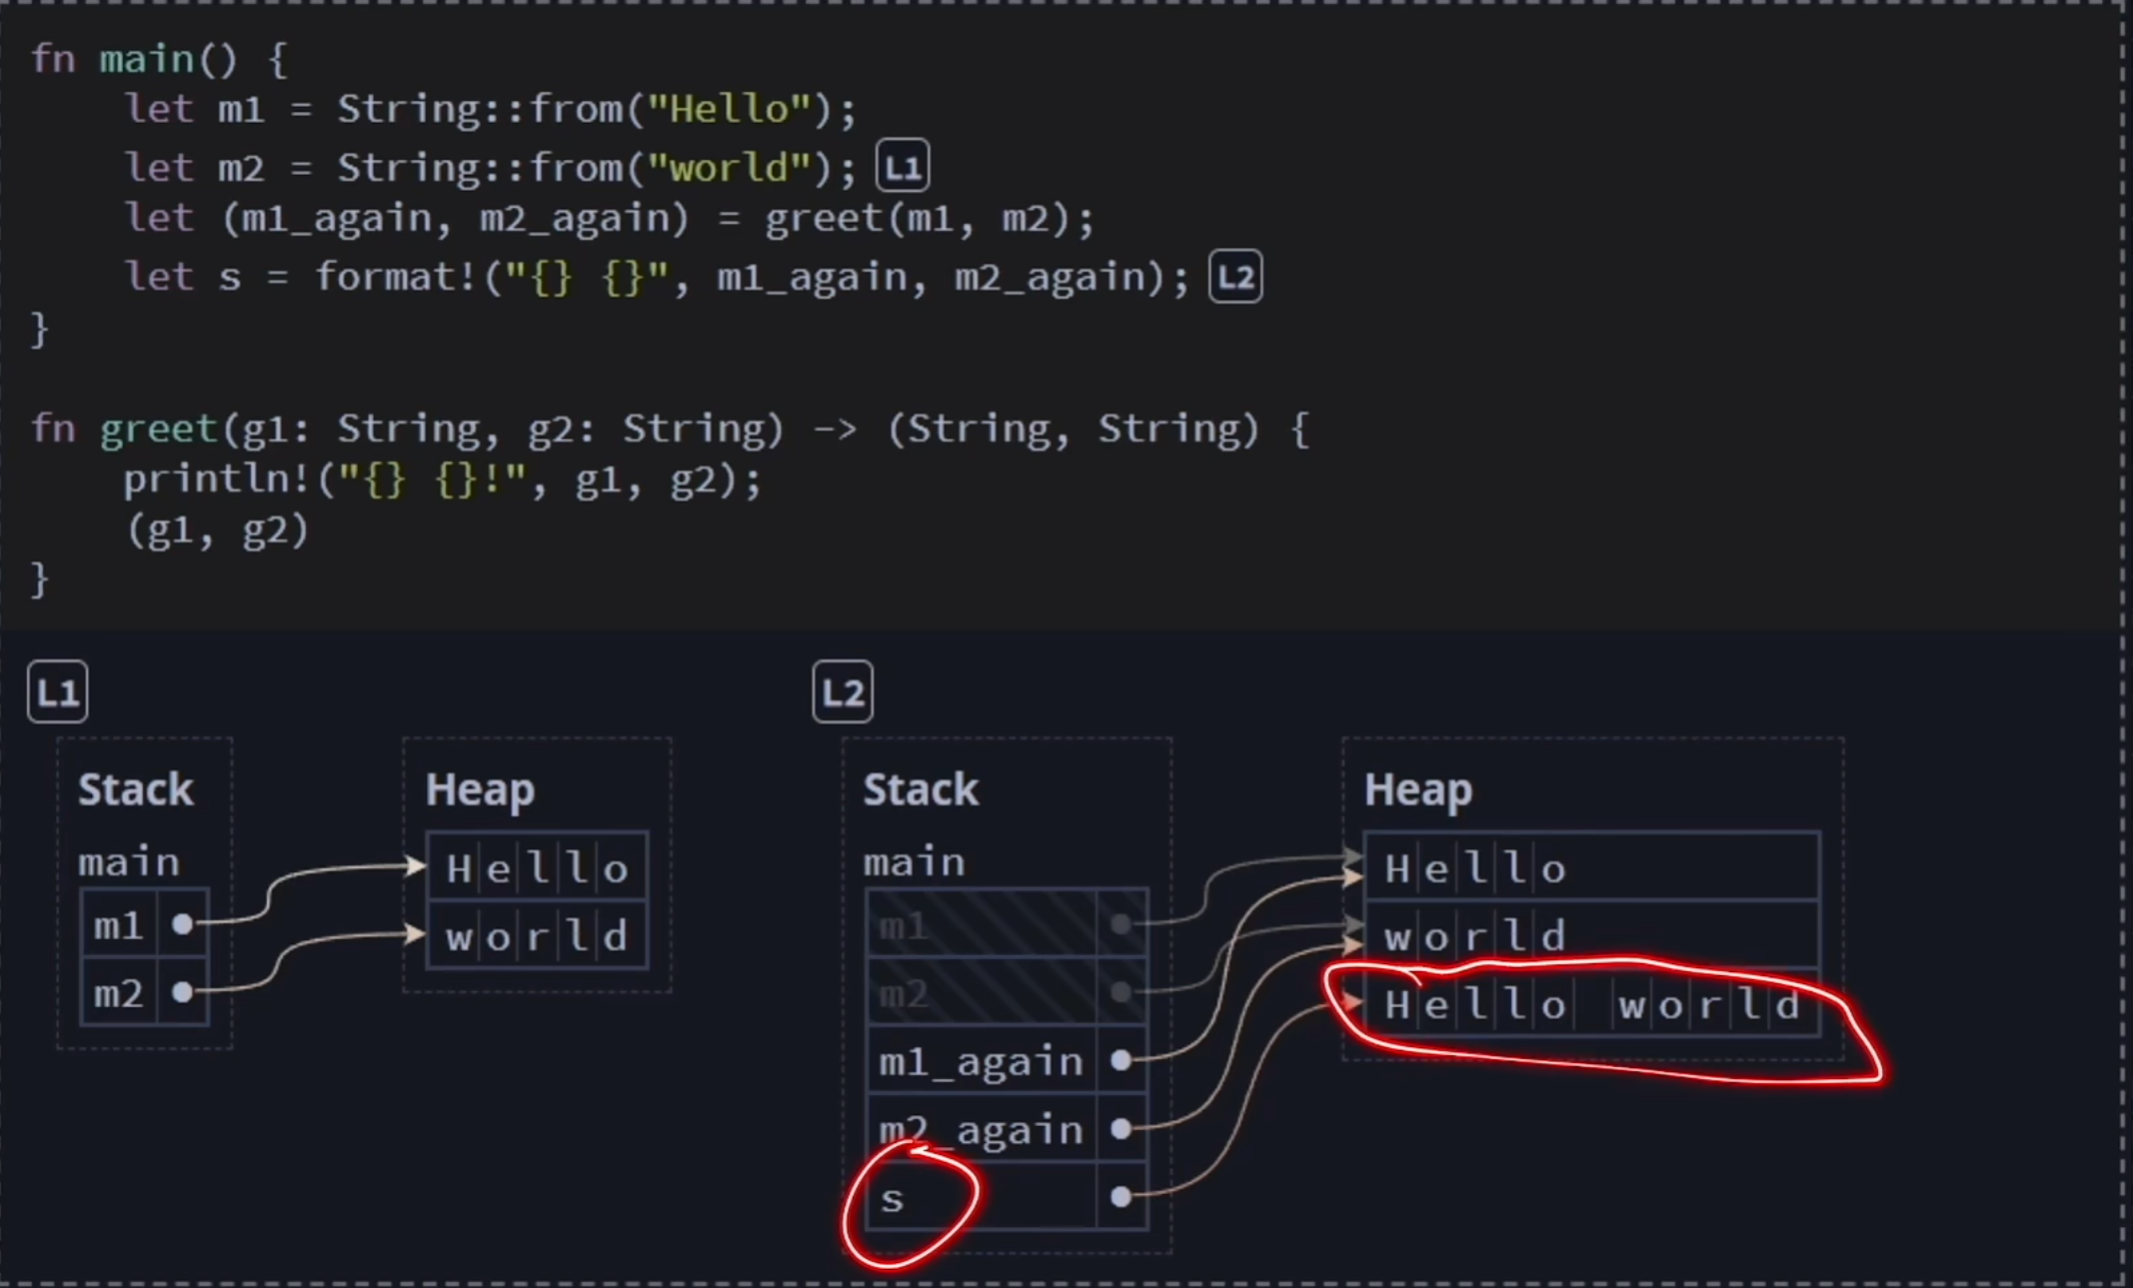 fn main() {
    let m1 = String::from("Hello");
    let m2 = String::from("world"); L1
    let (m1_again, m2_again) = greet(m1, m2);
    let s = format!("{} {}", m1_again, m2_again); L2
}
fn greet(g1: String, g2: String) -> (String, String) {
    println!("{} {}!", g1, g2);
    (g1, g2)
}
L1
Stack
main
m1
m2
Heap
Hello
world
L2
Stack
main
m1
m2
m1_again
m2_again
s
Heap
Hello
world
Hello world